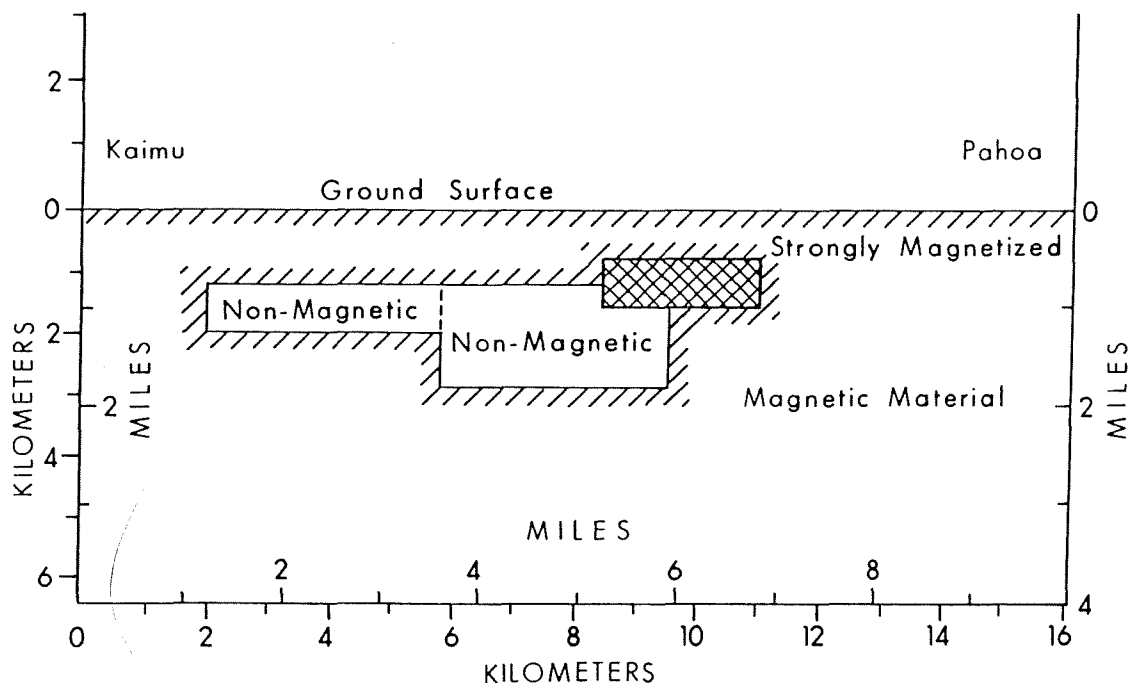 2
Kaimu
Pahoa
Ground Surface
0
0
Strongly Magnetized
Non-Magnetic
2
Non-Magnetic
KILOMETERS
MILES
2
Magnetic Material
2
MILES
4
MILES
6
2
4
6
8
4
0
2
4
6
8
10
12
14
16
KILOMETERS